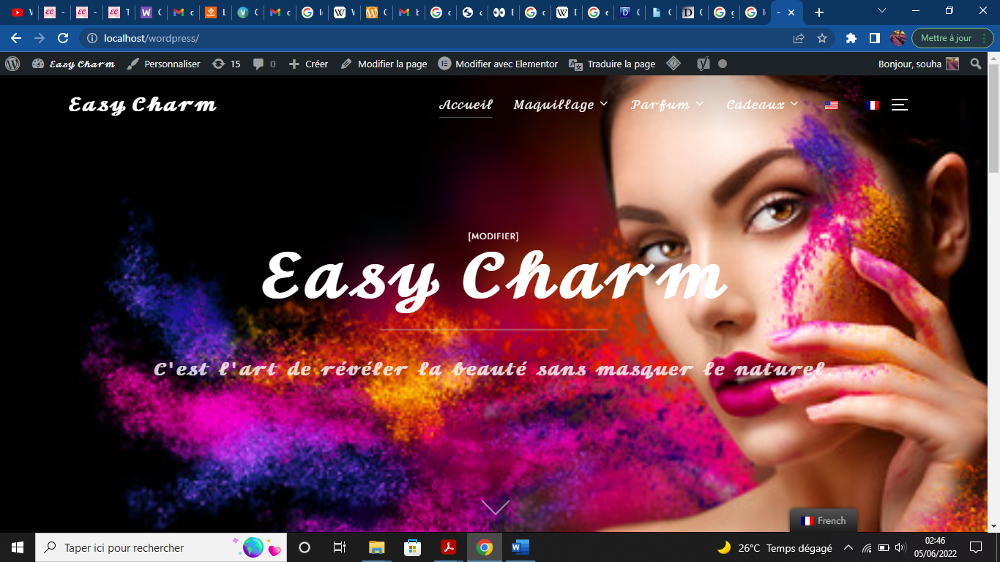 localhost/wordpress/
Mettre à jour
Easy Charm
Personnaliser
15
0
Créer
Modifier la page
Modifier avec Elementor
Traduire la page
Bonjour, souha
Easy Charm
Accueil
Maquillage
Parfum
Cadeaux
[MODIFIER]
Easy Charm
C'est l'art de révéler la beauté sans masquer le naturel.
French
Taper ici pour rechercher
26°C Temps dégagé
02:46
05/06/2022